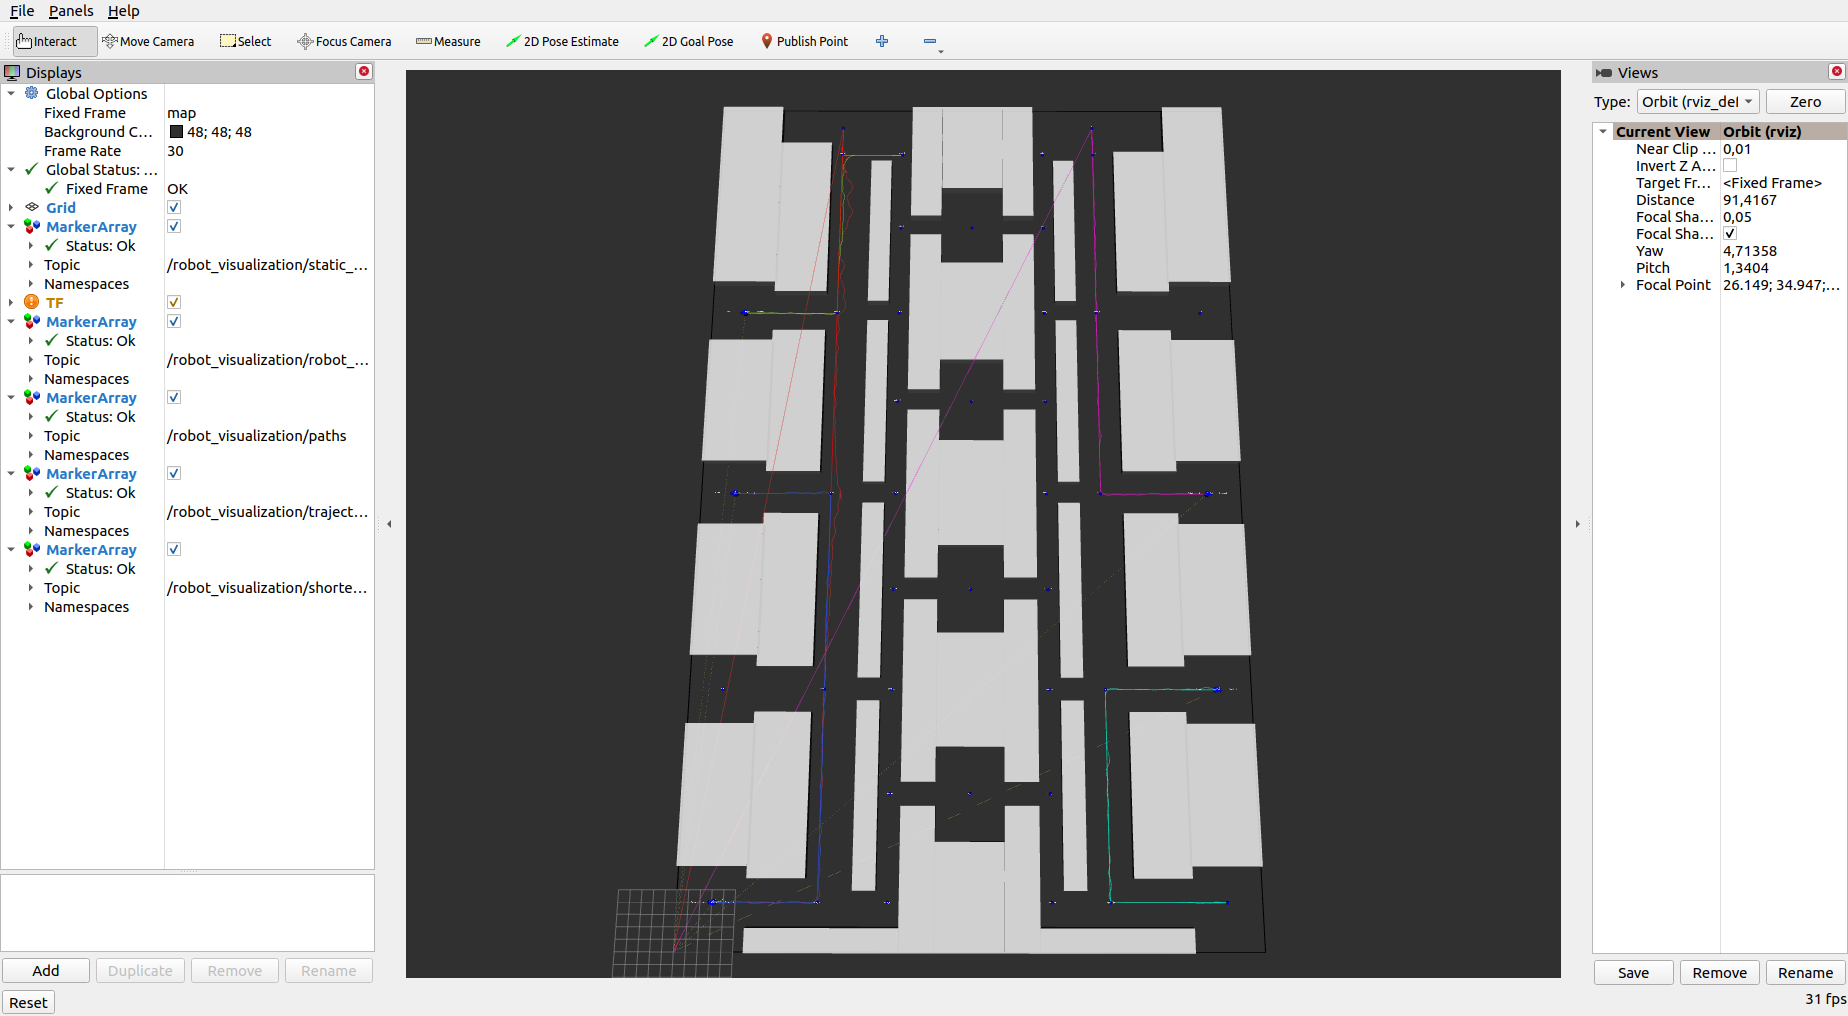 File Panels Help
Interact Move Camera Select Focus Camera Measure 2D Pose Estimate 2D Goal Pose Publish Point
Displays
Global Options
Fixed Frame map
Background C... 48; 48; 48
Frame Rate 30
Global Status: ...
Fixed Frame OK
Grid
MarkerArray
Status: Ok
Topic /robot_visualization/static_...
Namespaces
TF
MarkerArray
Status: Ok
Topic /robot_visualization/robot_...
Namespaces
MarkerArray
Status: Ok
Topic /robot_visualization/paths
Namespaces
MarkerArray
Status: Ok
Topic /robot_visualization/traject...
Namespaces
MarkerArray
Status: Ok
Topic /robot_visualization/shorte...
Namespaces
Add Duplicate Remove Rename
Reset
Views
Type: Orbit (rviz_del Zero
Current View Orbit (rviz)
Near Clip ... 0,01
Invert Z A...
Target Fr... <Fixed Frame>
Distance 91,4167
Focal Sha... 0,05
Focal Sha...
Yaw 4,71358
Pitch 1,3404
Focal Point 26.149; 34.947;...
Save Remove Rename
31 fps